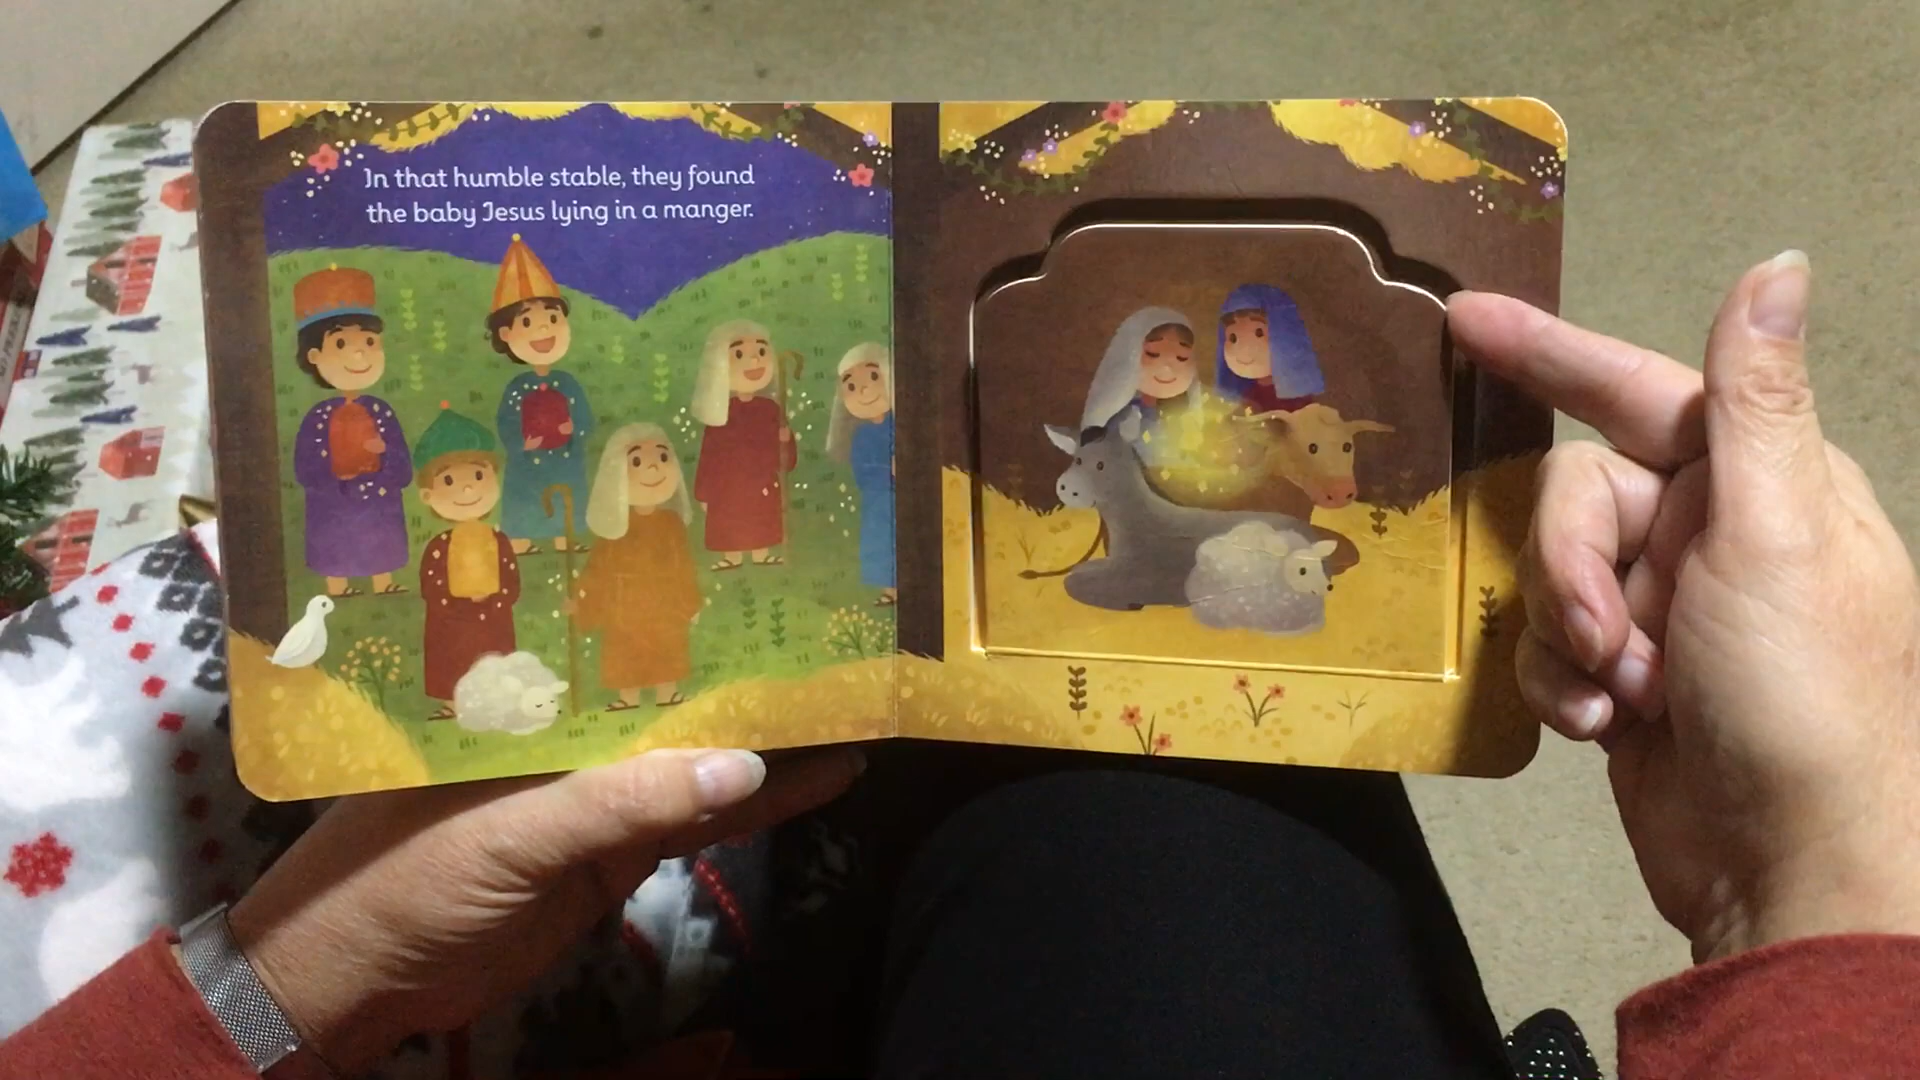 In that humble stable, they found
the baby Jesus lying in a manger.